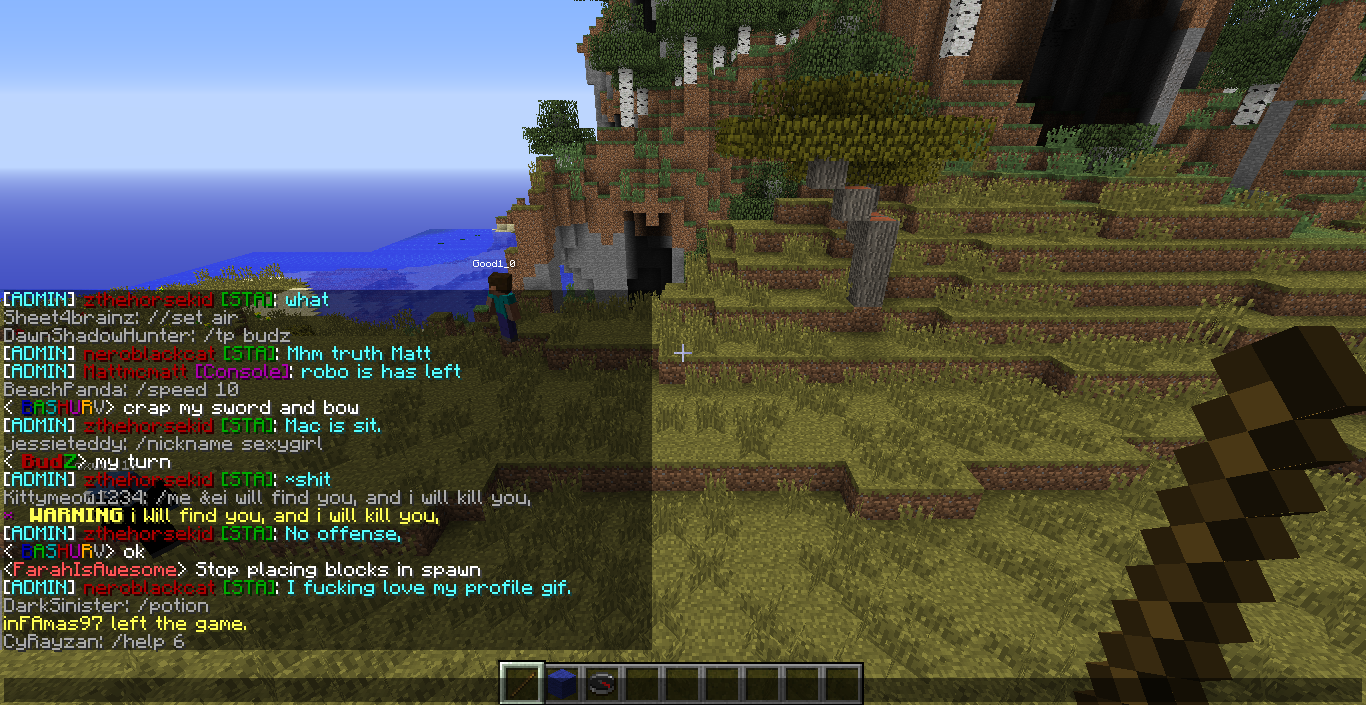 Good1_0
[ADMIN] zthehorsekid [STA]: what
Sheet4brainz: //set air
DawnShadowHunter: /tp budz
[ADMIN] neroblackcat [STA]: Mhm truth Matt
[ADMIN] Mattmcmatt [Console]: robo is has left
BeachPanda: /speed 10
< BASHURV> crap my sword and bow
[ADMIN] zthehorsekid [STA]: Mac is sit.
jessieteddy: /nickname sexygirl
< BudZ> my turn
[ADMIN] zthehorsekid [STA]: *shit
Kittymeow1234: /me &ei will find you, and i will kill you,
* WARNING i Will find you, and i will kill you,
[ADMIN] zthehorsekid [STA]: No offense,
< BASHURV> ok
<FarahIsAwesome> Stop placing blocks in spawn
[ADMIN] neroblackcat [STA]: I fucking love my profile gif.
DarkSinister: /potion
inFAmas97 left the game.
CyRayzan: /help 6